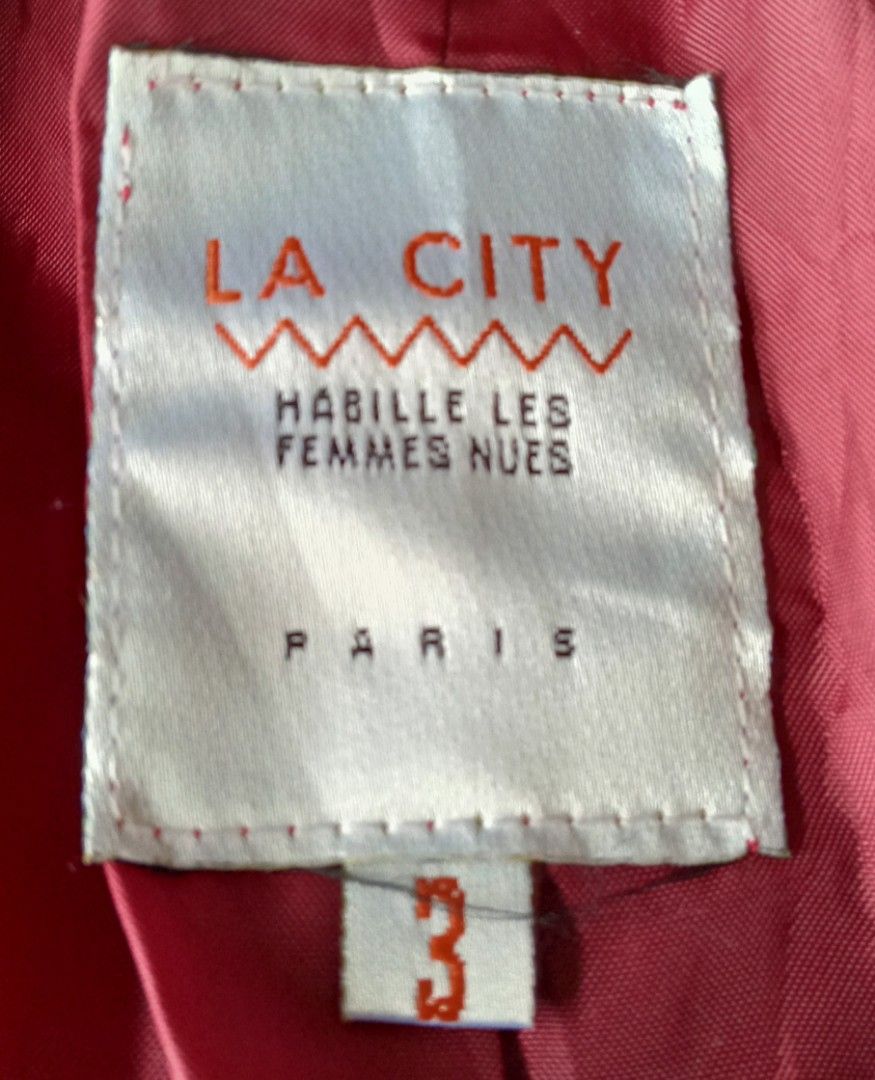 LA CITY
HABILLE LES
FEMMES NUES
PARIS
3